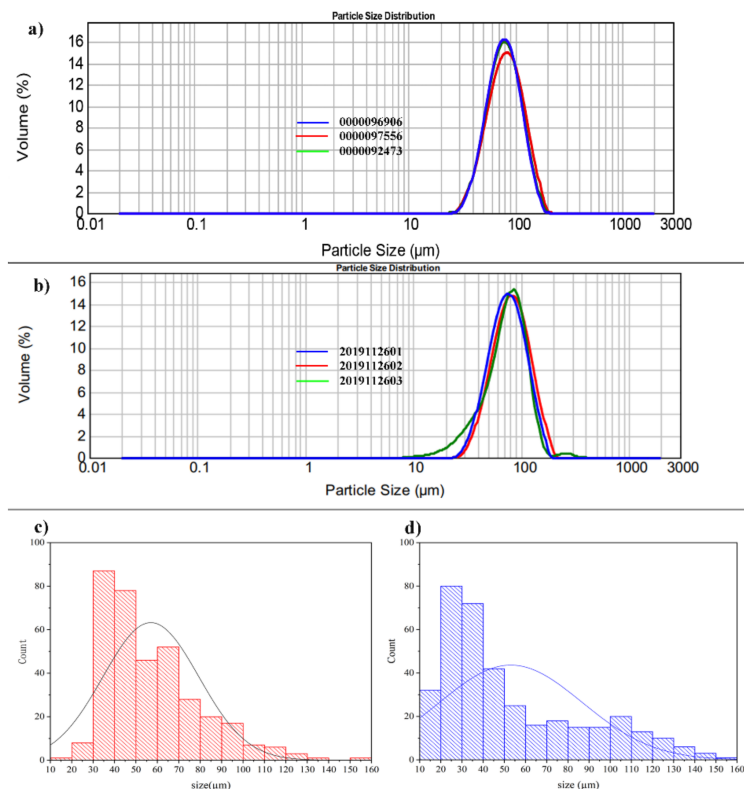 a)
Particle Size Distribution
Volume (%)
16
14
12
10
8
6
4
2
0
0000096906
0000097556
0000092473
0.01 0.1 1 10 100 1000 3000
Particle Size (µm)
b)
Particle Size Distribution
Volume (%)
16
14
12
10
8
6
4
2
0
2019112601
2019112602
2019112603
0.01 0.1 1 10 100 1000 3000
Particle Size (µm)
c)
Count
100
80
60
40
20
0
10 20 30 40 50 60 70 80 90 100 110 120 130 140 160
size(µm)
d)
Count
100
80
60
40
20
0
10 20 30 40 50 60 70 80 90 100 110 120 130 140 150 160
size(µm)